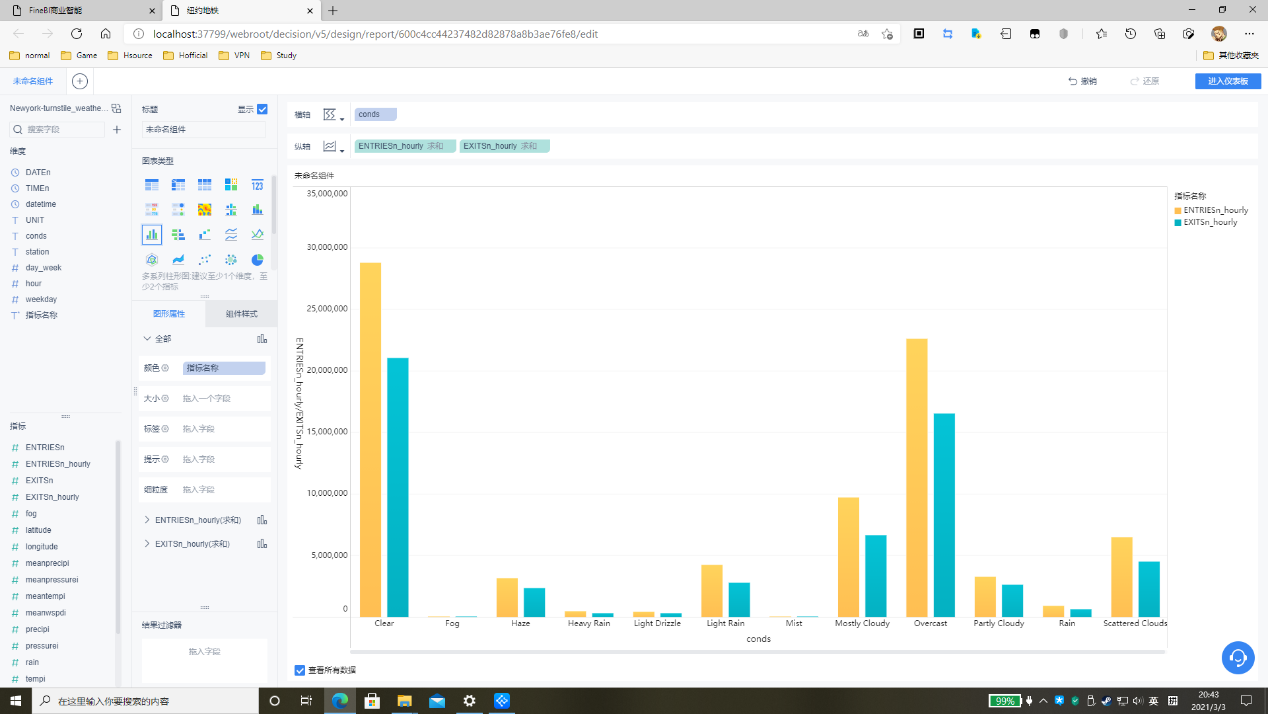 FineBI商业智能
纽约地铁
localhost:37799/webroot/decision/v5/design/report/600c4cc44237482d82878a8b3ae76fe8/edit
normal
Game
Hsource
Hofficial
VPN
Study
其他收藏夹
未命名组件
撤销
还原
进入仪表板
Newyork-turnstile_weathe...
搜索字段
维度
DATEn
TIMEn
datetime
UNIT
conds
station
day_week
hour
weekday
指标名称
指标
ENTRIESn
ENTRIESn_hourly
EXITSn
EXITSn_hourly
fog
latitude
longitude
meanprecipi
meanpressurei
meantempi
meanwspdi
precipi
pressurei
rain
tempi
标题
显示
未命名组件
图表类型
123
多系列柱形图:建议至少1个维度，至
少2个指标
图形属性
组件样式
全部
颜色
指标名称
大小
拖入一个字段
标签
拖入字段
提示
拖入字段
细粒度
拖入字段
ENTRIESn_hourly(求和)
EXITSn_hourly(求和)
结果过滤器
拖入字段
横轴
conds
纵轴
ENTRIESn_hourly 求和
EXITSn_hourly 求和
未命名组件
35,000,000
30,000,000
25,000,000
20,000,000
15,000,000
10,000,000
5,000,000
0
ENTRIESn_hourly/EXITSn_hourly
Clear
Fog
Haze
Heavy Rain
Light Drizzle
Light Rain
Mist
Mostly Cloudy
Overcast
Partly Cloudy
Rain
Scattered Clouds
conds
指标名称
ENTRIESn_hourly
EXITSn_hourly
查看所有数据
在这里输入你要搜索的内容
99%
英
拼
20:43
2021/3/3